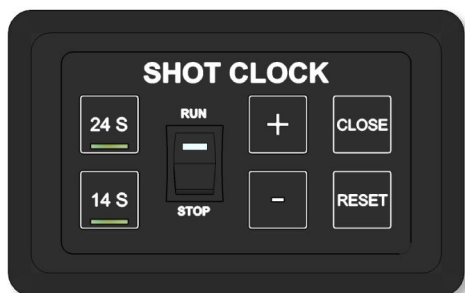 SHOT CLOCK
24 S
RUN
+
CLOSE
14 S
STOP
-
RESET